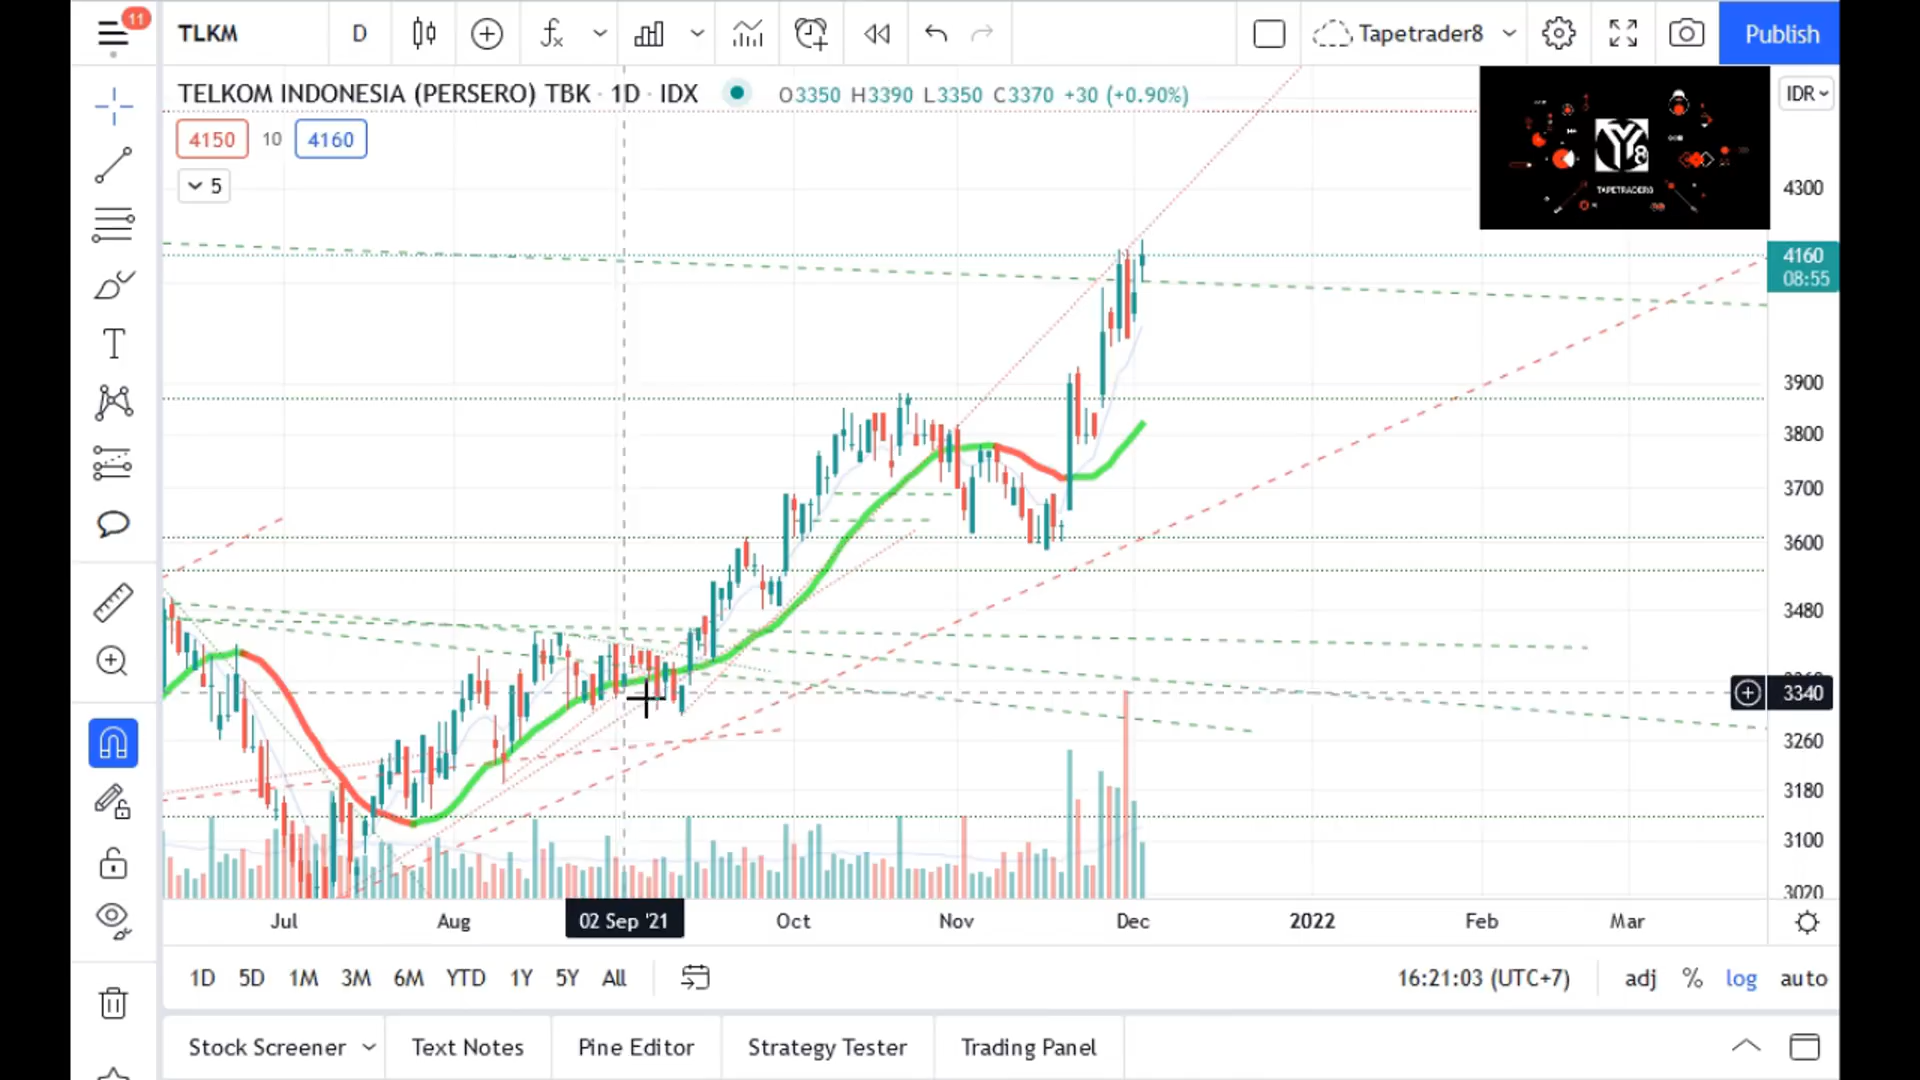 11
TLKM
D
Tapetrader8
Publish
TELKOM INDONESIA (PERSERO) TBK · 1D · IDX
O3350 H3390 L3350 C3370 +30 (+0.90%)
IDR
4150
10
4160
5
8
TAPETRADER8
4300
4160
08:55
3900
3800
3700
3600
3480
3340
3260
3180
3100
3020
Jul
Aug
02 Sep '21
Oct
Nov
Dec
2022
Feb
Mar
1D 5D 1M 3M 6M YTD 1Y 5Y All
16:21:03 (UTC+7)
adj % log auto
Stock Screener
Text Notes
Pine Editor
Strategy Tester
Trading Panel